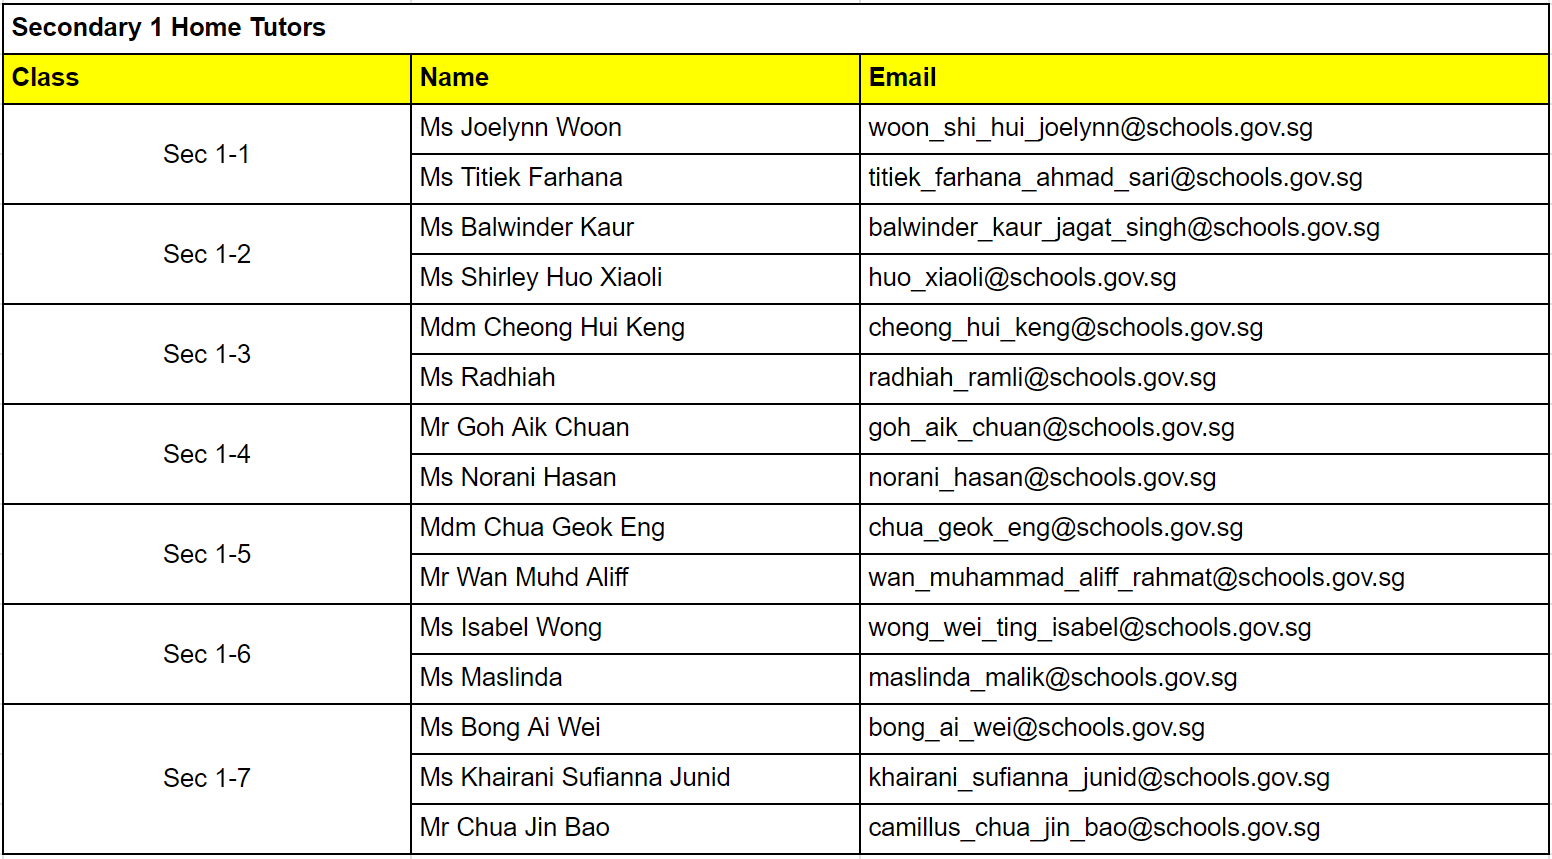 Secondary 1 Home Tutors
Class Name Email
Sec 1-1
Ms Joelynn Woon woon_shi_hui_joelynn@schools.gov.sg
Ms Titiek Farhana titiek_farhana_ahmad_sari@schools.gov.sg
Sec 1-2
Ms Balwinder Kaur balwinder_kaur_jagat_singh@schools.gov.sg
Ms Shirley Huo Xiaoli huo_xiaoli@schools.gov.sg
Sec 1-3
Mdm Cheong Hui Keng cheong_hui_keng@schools.gov.sg
Ms Radhiah radhiah_ramli@schools.gov.sg
Sec 1-4
Mr Goh Aik Chuan goh_aik_chuan@schools.gov.sg
Ms Norani Hasan norani_hasan@schools.gov.sg
Sec 1-5
Mdm Chua Geok Eng chua_geok_eng@schools.gov.sg
Mr Wan Muhd Aliff wan_muhammad_aliff_rahmat@schools.gov.sg
Sec 1-6
Ms Isabel Wong wong_wei_ting_isabel@schools.gov.sg
Ms Maslinda maslinda_malik@schools.gov.sg
Sec 1-7
Ms Bong Ai Wei bong_ai_wei@schools.gov.sg
Ms Khairani Sufianna Junid khairani_sufianna_junid@schools.gov.sg
Mr Chua Jin Bao camillus_chua_jin_bao@schools.gov.sg